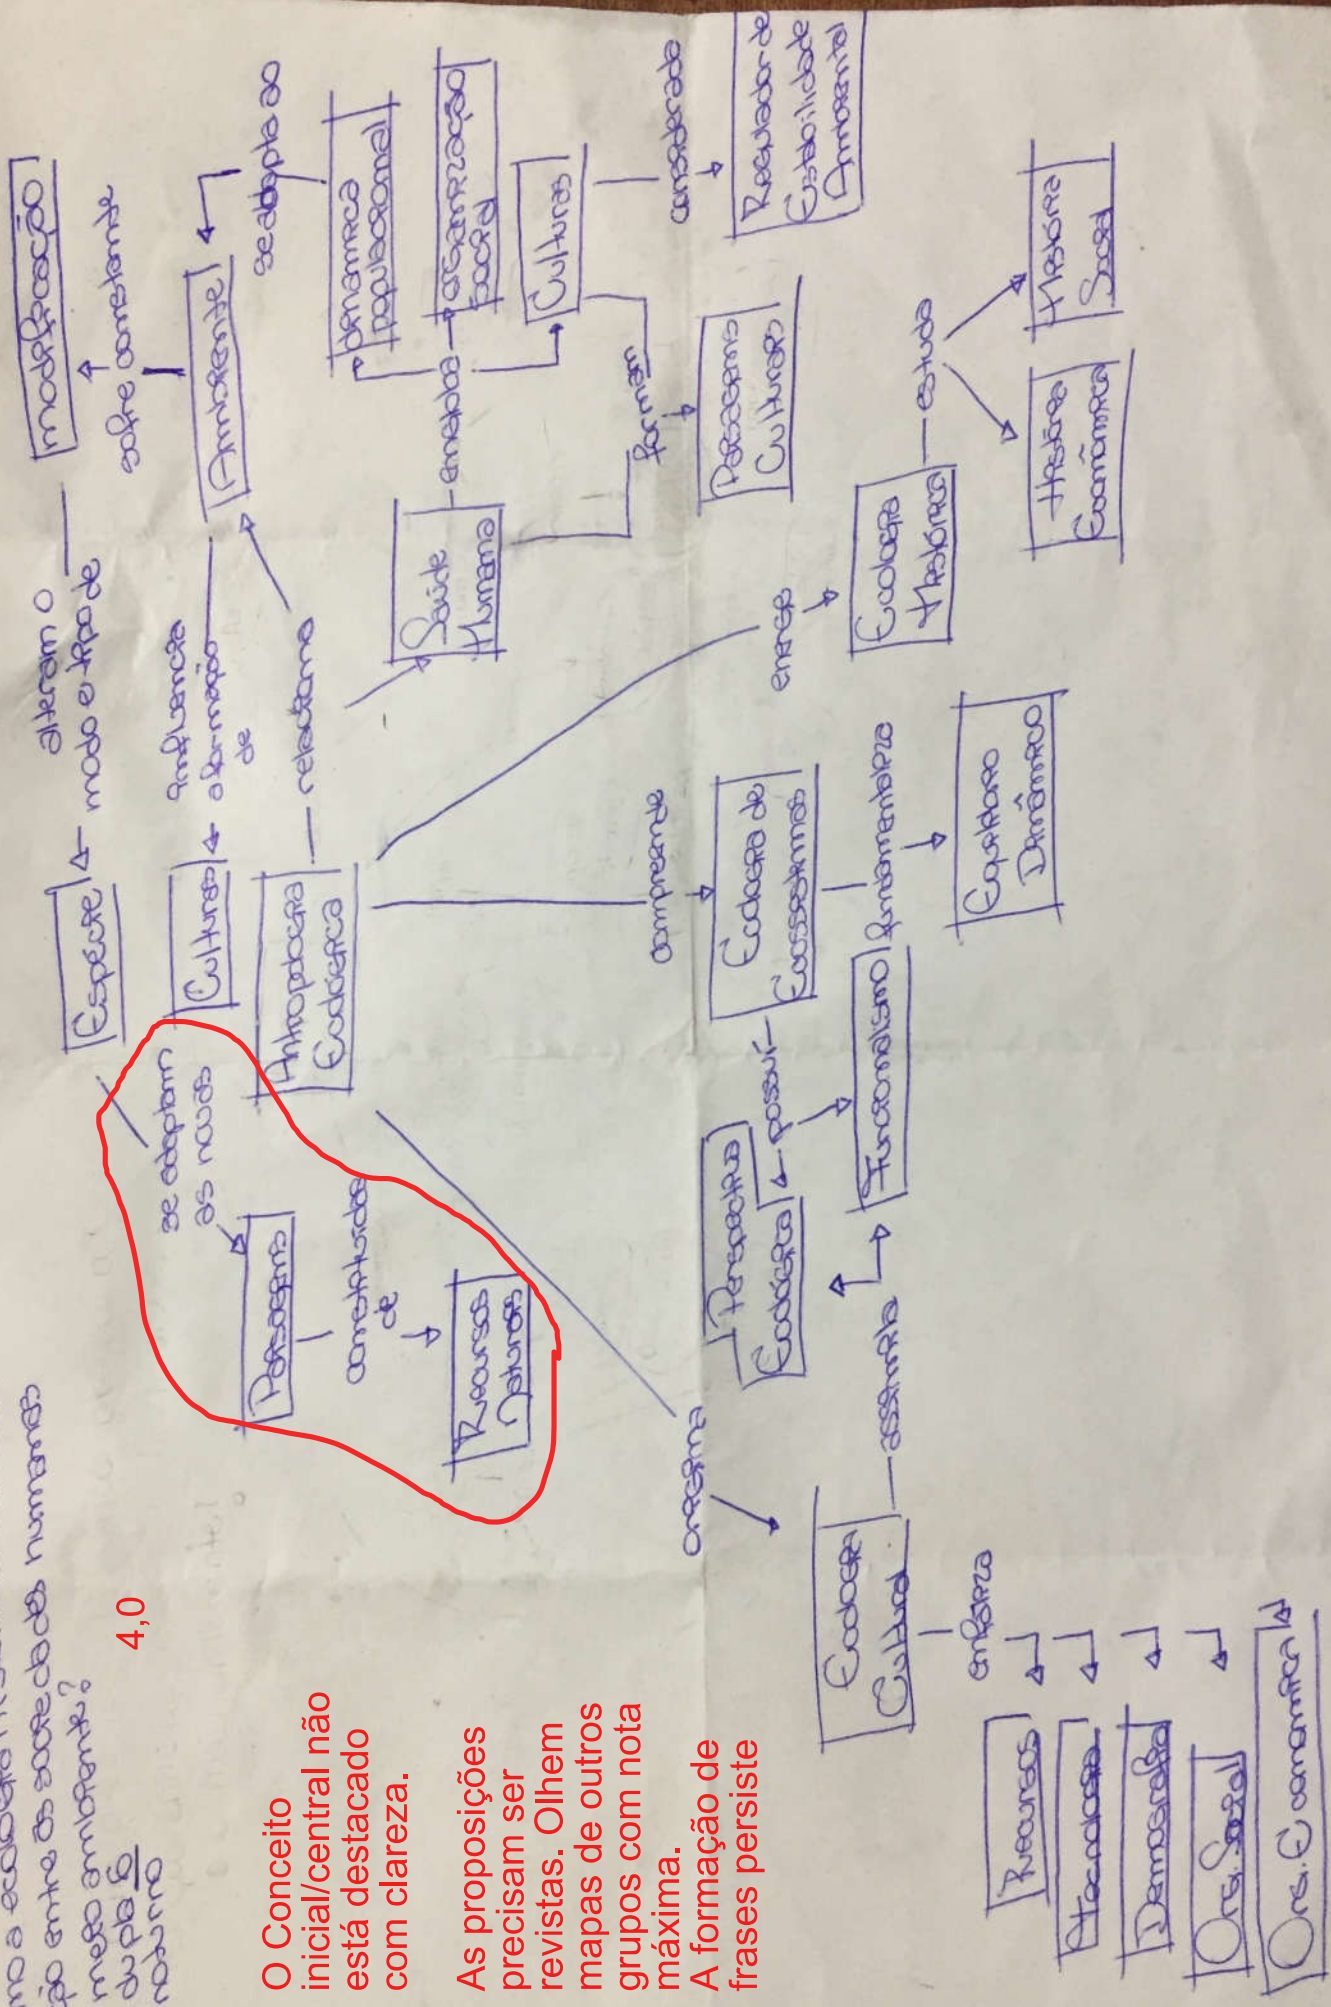 ção entre as sociedades humanas
meio ambiente?
dupla 6
noturno
4,0
O Conceito
inicial/central não
está destacado
com clareza.
As proposições
precisam ser
revistas. Olhem
mapas de outros
grupos com nota
máxima.
A formação de
frases persiste
alteram o
modo e tipo de
modificação
sofre constante
Espécie
se adaptam
as novas
Paisagens
constituídas
de
Recursos
Naturais
influencia
a formação
de
Culturas
Ambiente
se adapta ao
Antropologia
Ecológica
relaciona
Saúde
Humana
engloba
dinâmica
populacional
organização
social
Culturas
considerada
Regulador de
Estabilidade
Ambiental
formam
Paisagens
Culturais
origina
compreende
emerge
Ecologia
Cultural
assimila
Perspectiva
Ecológica
possui
Funcionalismo
Ecologia de
Ecossistemas
fundamentaliza
Equilíbrio
Dinâmico
Ecologia
Histórica
estuda
História
Econômica
História
Social
enfatiza
Recursos
Tecnologia
Demografia
Org. Social
Org. Econômica